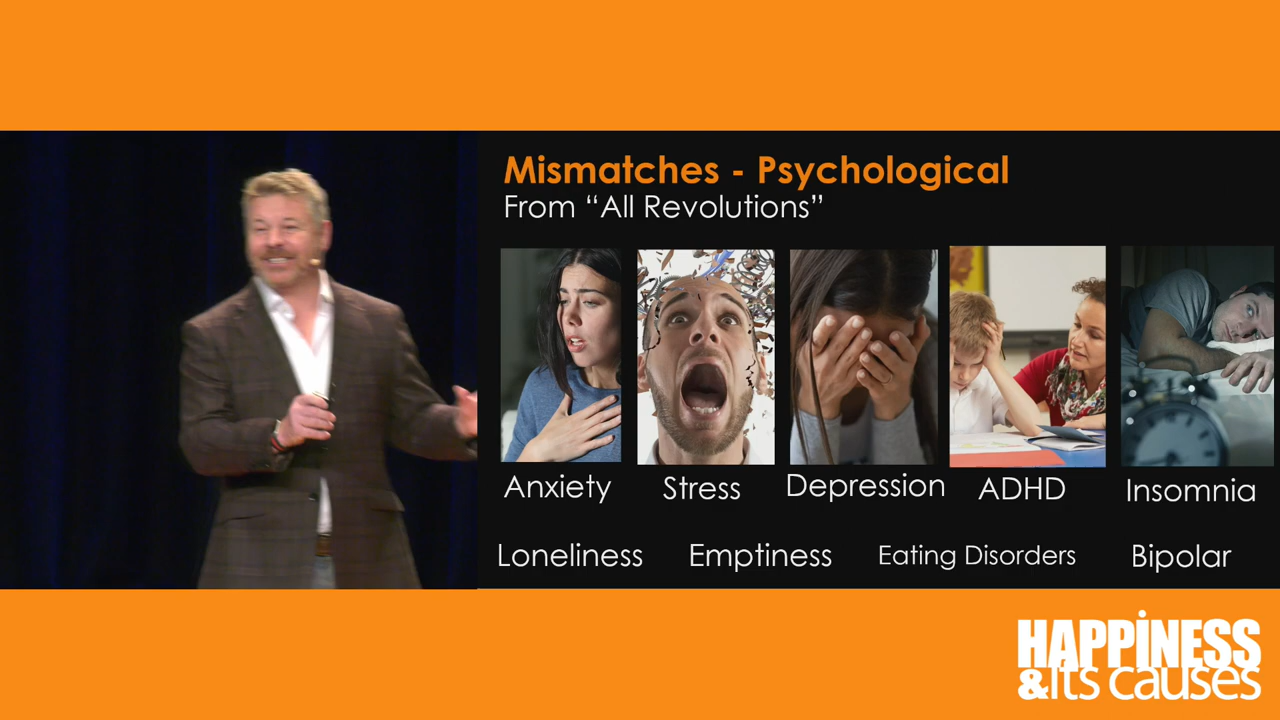 Mismatches - Psychological
From “All Revolutions”
Anxiety Stress Depression ADHD Insomnia
Loneliness Emptiness Eating Disorders Bipolar
HAPPiNESS
&its causes